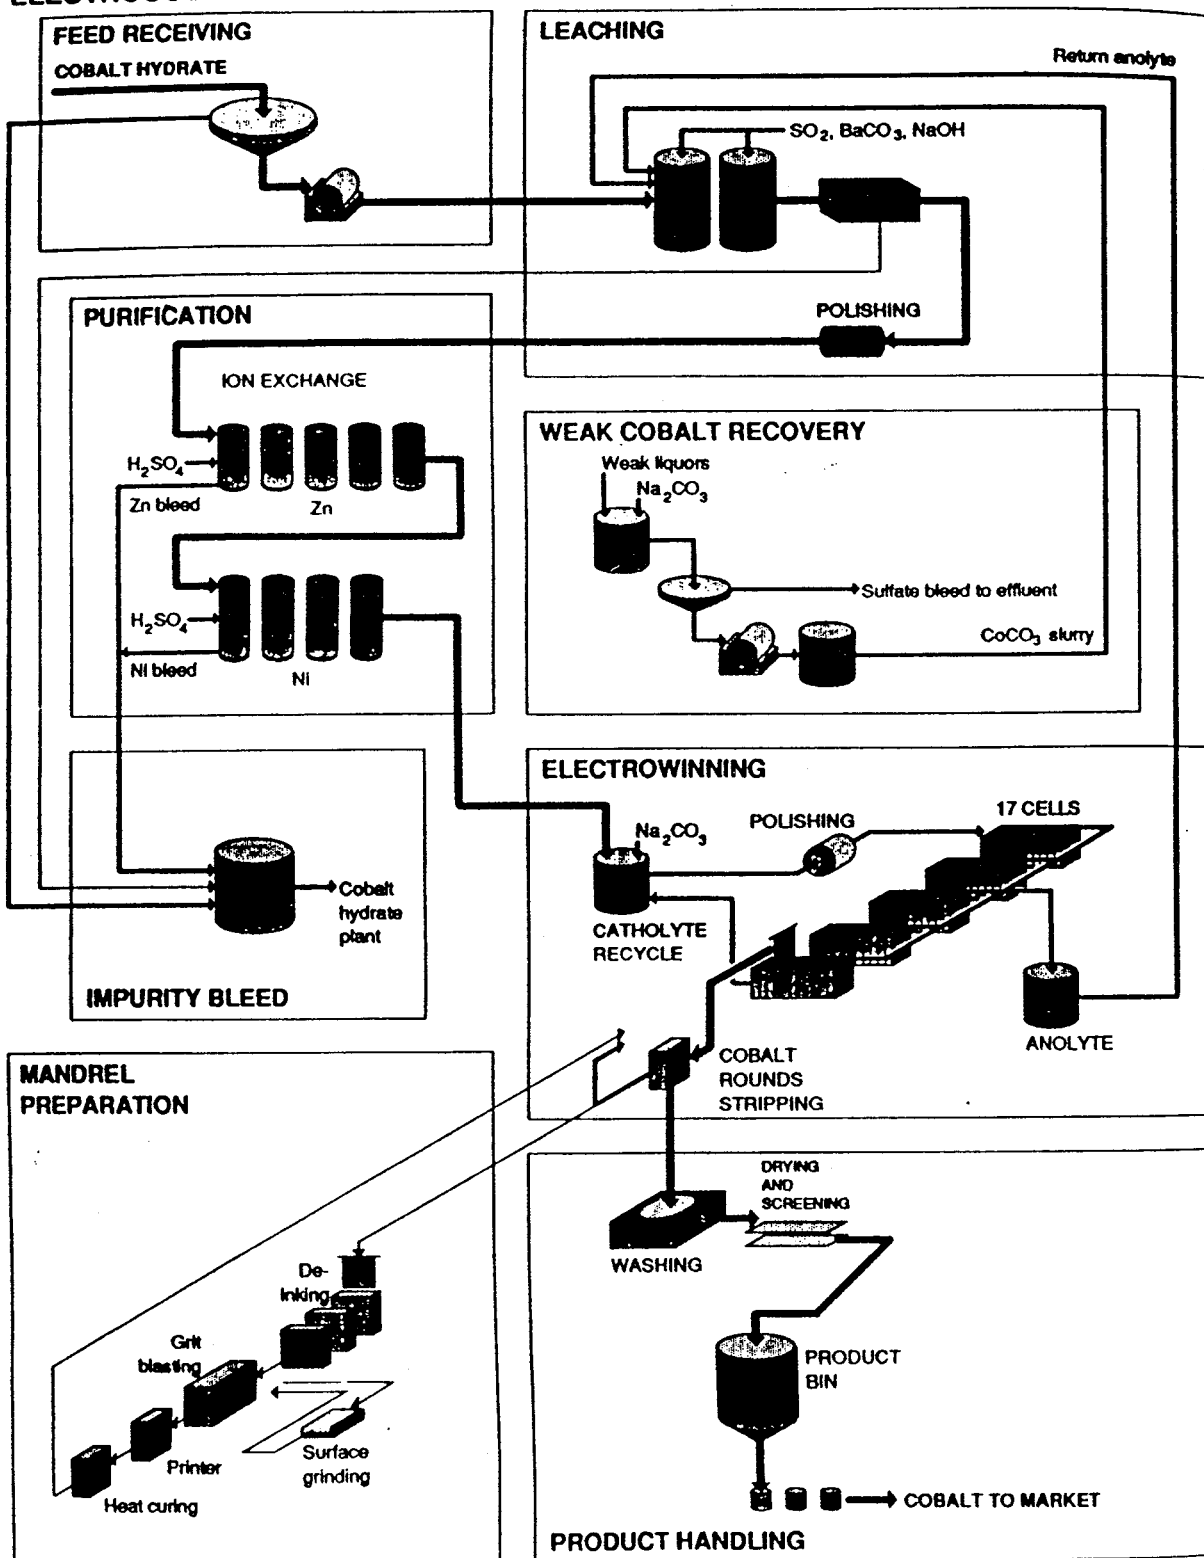 FEED RECEIVING
COBALT HYDRATE
LEACHING
Return anolyte
SO2, BaCO3, NaOH
POLISHING
PURIFICATION
ION EXCHANGE
H2SO4
Zn bleed
Zn
H2SO4
Ni bleed
Ni
WEAK COBALT RECOVERY
Weak liquors
Na2CO3
Sulfate bleed to effluent
CoCO3 slurry
IMPURITY BLEED
Cobalt
hydrate
plant
ELECTROWINNING
17 CELLS
POLISHING
Na2CO3
CATHOLYTE
RECYCLE
ANOLYTE
COBALT
ROUNDS
STRIPPING
MANDREL
PREPARATION
De-
inking
Grit
blasting
Surface
grinding
Printer
Heat curing
DRYING
AND
SCREENING
WASHING
PRODUCT
BIN
COBALT TO MARKET
PRODUCT HANDLING